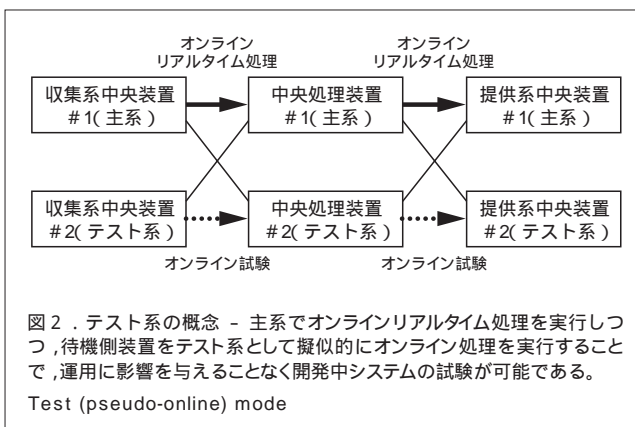 オンライン
リアルタイム処理
オンライン
リアルタイム処理
収集系中央装置
#1(主系)
中央処理装置
#1(主系)
提供系中央装置
#1(主系)
収集系中央装置
#2(テスト系)
中央処理装置
#2(テスト系)
提供系中央装置
#2(テスト系)
オンライン試験
オンライン試験
図2.テスト系の概念－主系でオンラインリアルタイム処理を実行しつ
つ,待機側装置をテスト系として擬似的にオンライン処理を実行すること
で,運用に影響を与えることなく開発中システムの試験が可能である。
Test (pseudo-online) mode